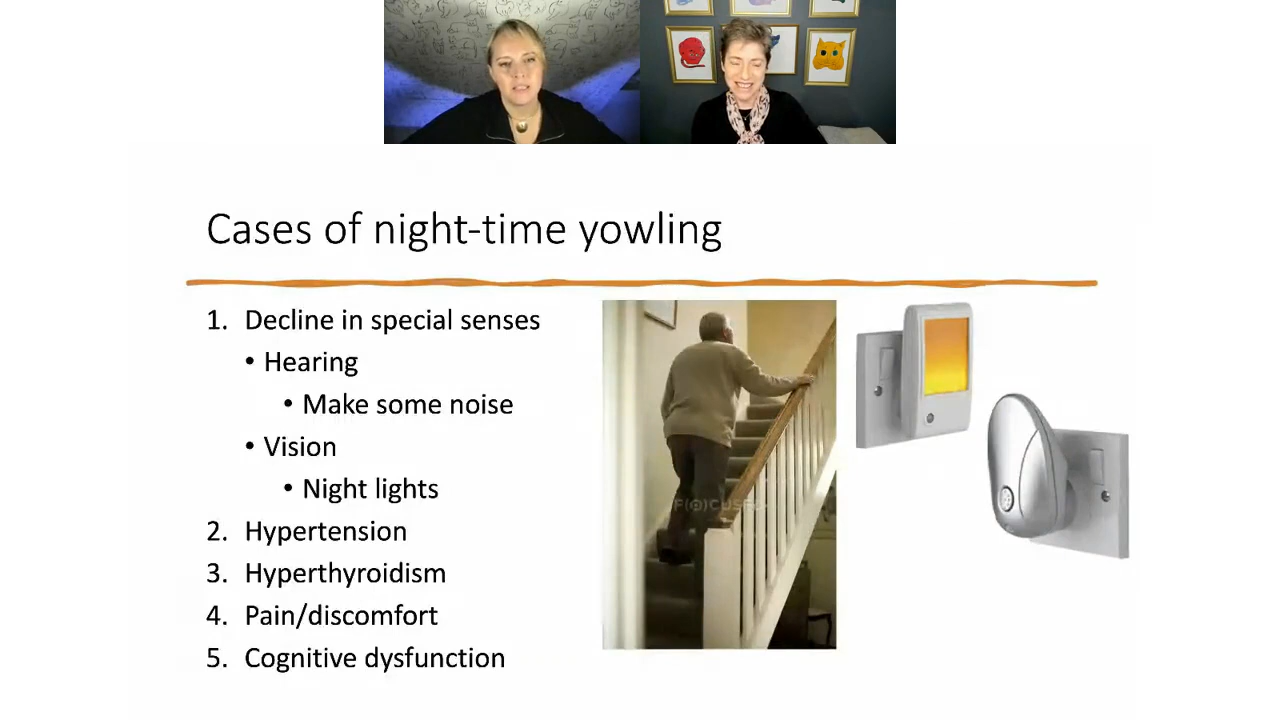 Cases of night-time yowling
1. Decline in special senses
• Hearing
• Make some noise
• Vision
• Night lights
2. Hypertension
3. Hyperthyroidism
4. Pain/discomfort
5. Cognitive dysfunction